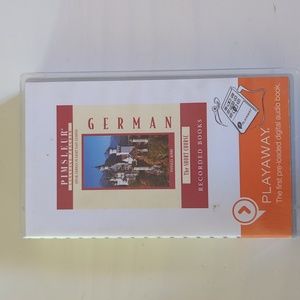 GERMAN
PIMSLEUR®
The SHORT COURSE
RECORDED BOOKS
PLAYAWAY.
The first pre-loaded digital audio book.